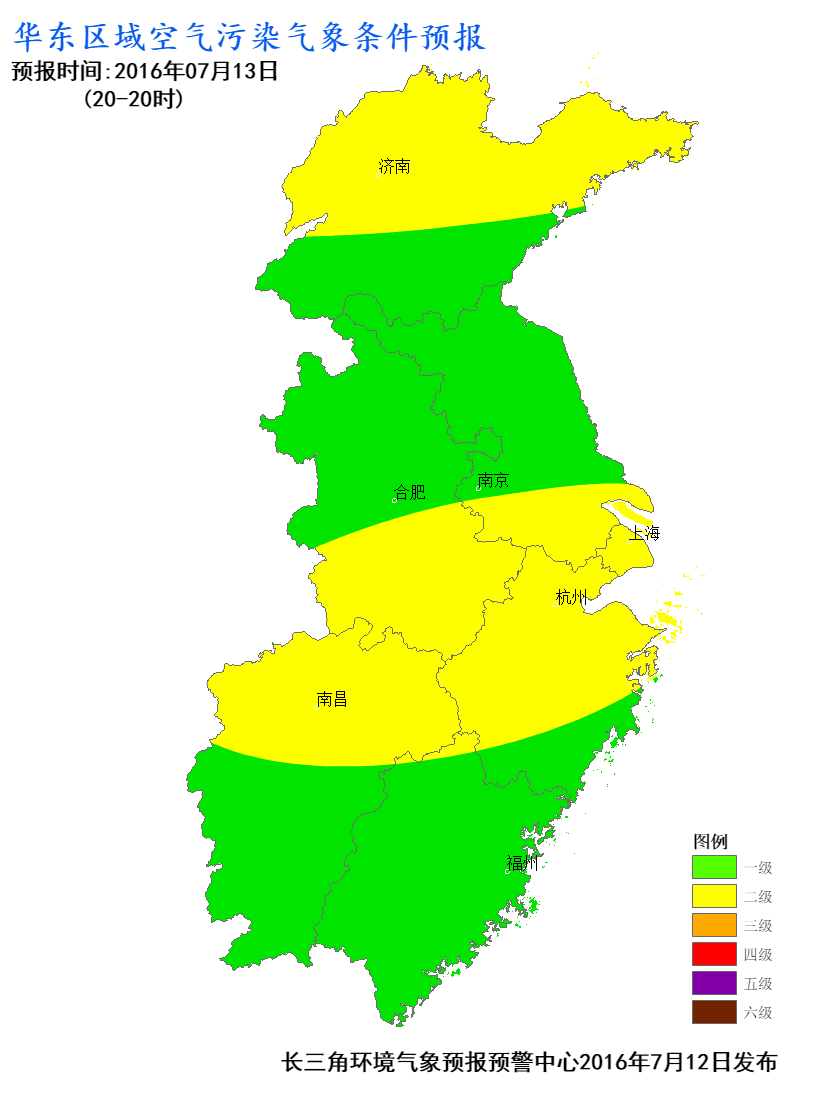 华东区域空气污染气象条件预报
预报时间:2016年07月13日
(20-20时)
济南
南京
合肥
上海
杭州
南昌
福州
图例
一级
二级
三级
四级
五级
六级
长三角环境气象预报预警中心2016年7月12日发布